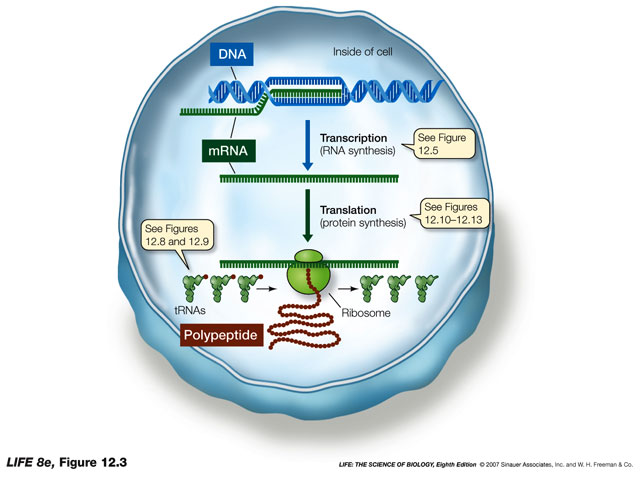 DNA
Inside of cell
mRNA
Transcription
(RNA synthesis)
See Figure
12.5
Translation
(protein synthesis)
See Figures
12.10–12.13
See Figures
12.8 and 12.9
tRNAs
Ribosome
Polypeptide
LIFE 8e, Figure 12.3
LIFE: THE SCIENCE OF BIOLOGY, Eighth Edition © 2007 Sinauer Associates, Inc. and W. H. Freeman & Co.